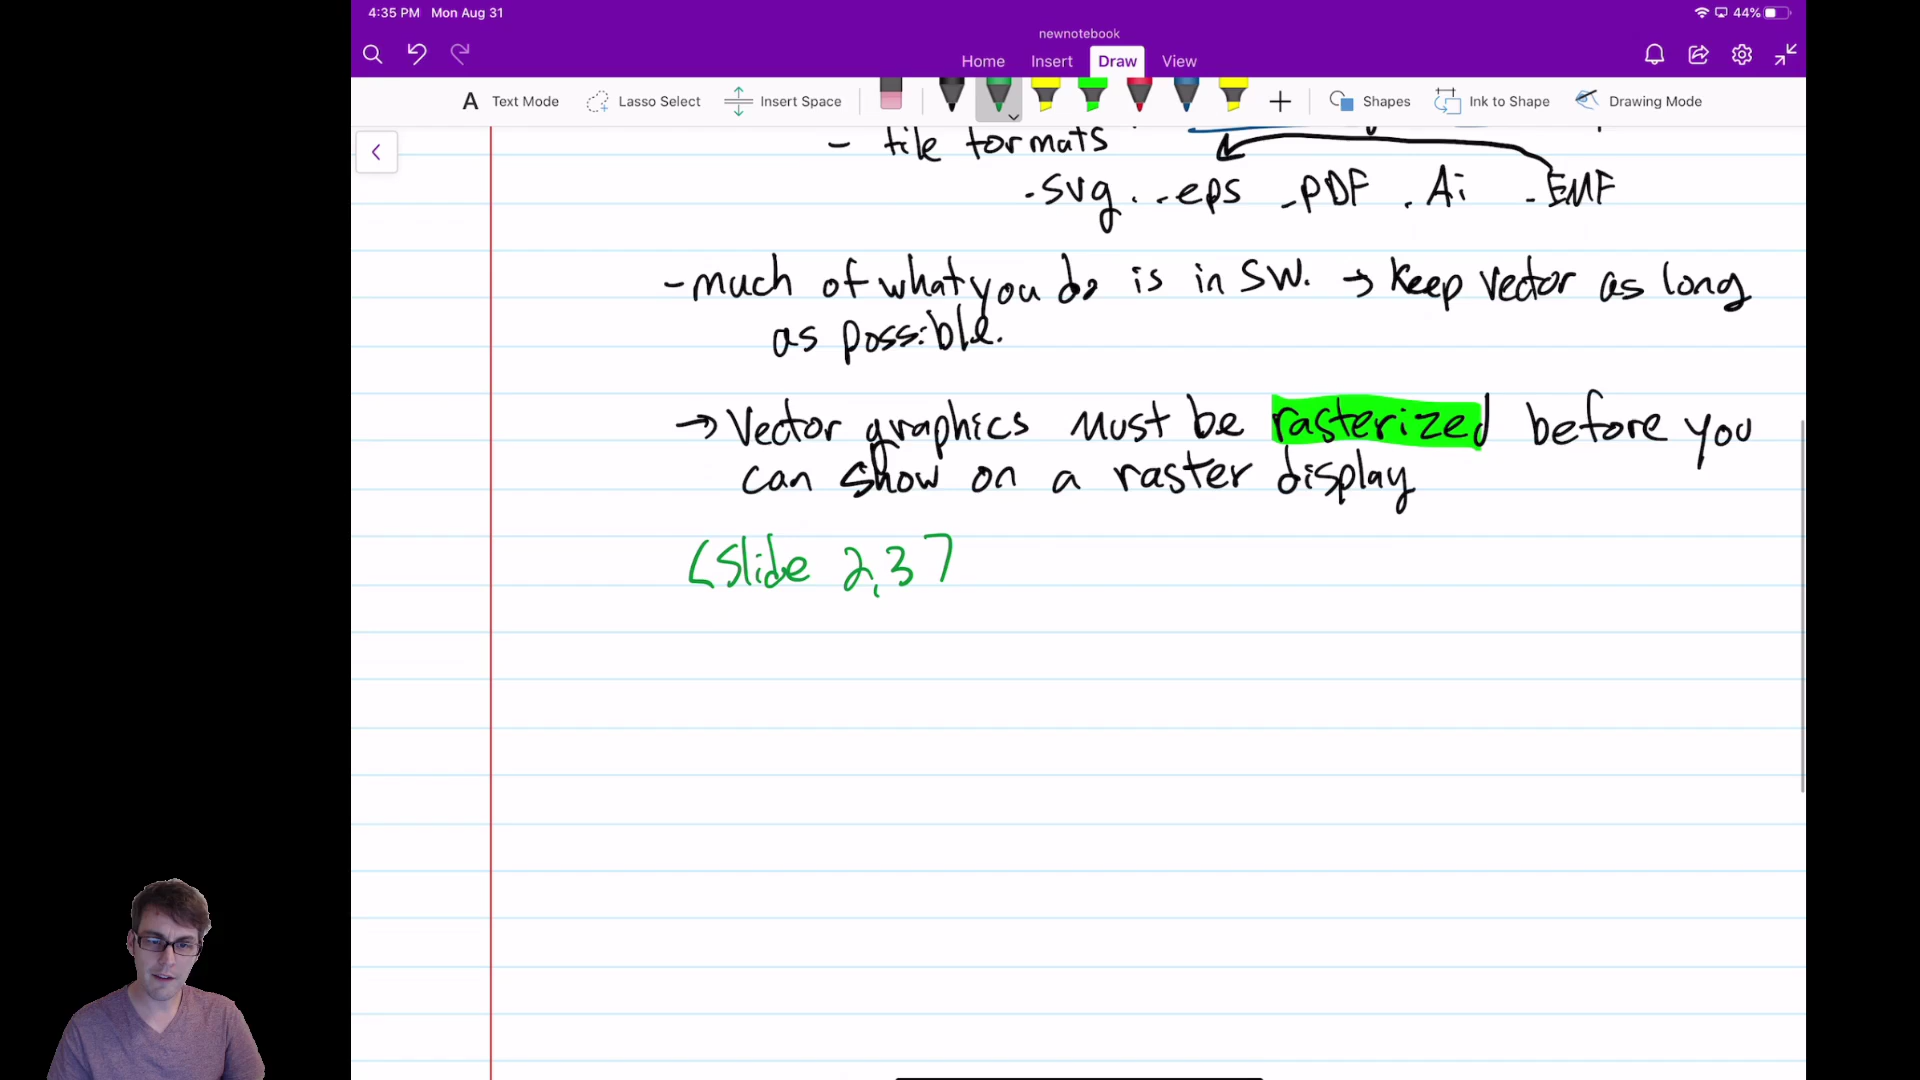 4:35 PM Mon Aug 31
44%
newnotebook
Home Insert Draw View
A Text Mode Lasso Select Insert Space Shapes Ink to Shape Drawing Mode
- file formats
.svg . .eps .PDF . Ai . EMF
- much of what you do is in SW. → Keep vector as long
as possible.
→ Vector graphics must be rasterized before you
can show on a raster display
(Slide 2,3)